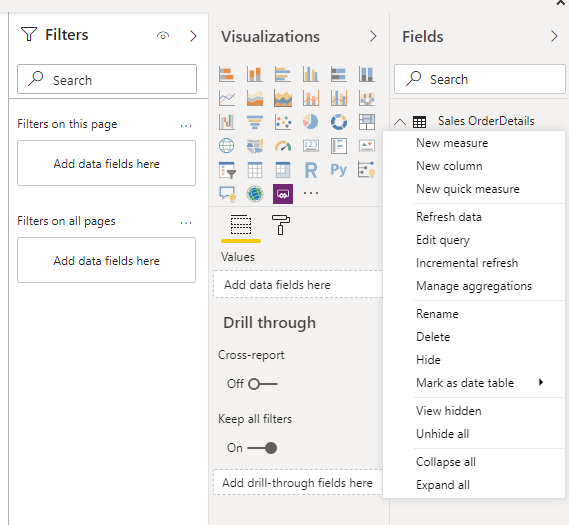 Filters
Search
Filters on this page
...
Add data fields here
Filters on all pages
...
Add data fields here
Visualizations
123
R
Py
...
Values
Add data fields here
Drill through
Cross-report
Off
Keep all filters
On
Add drill-through fields here
Fields
Search
Sales OrderDetails
New measure
New column
New quick measure
Refresh data
Edit query
Incremental refresh
Manage aggregations
Rename
Delete
Hide
Mark as date table
View hidden
Unhide all
Collapse all
Expand all